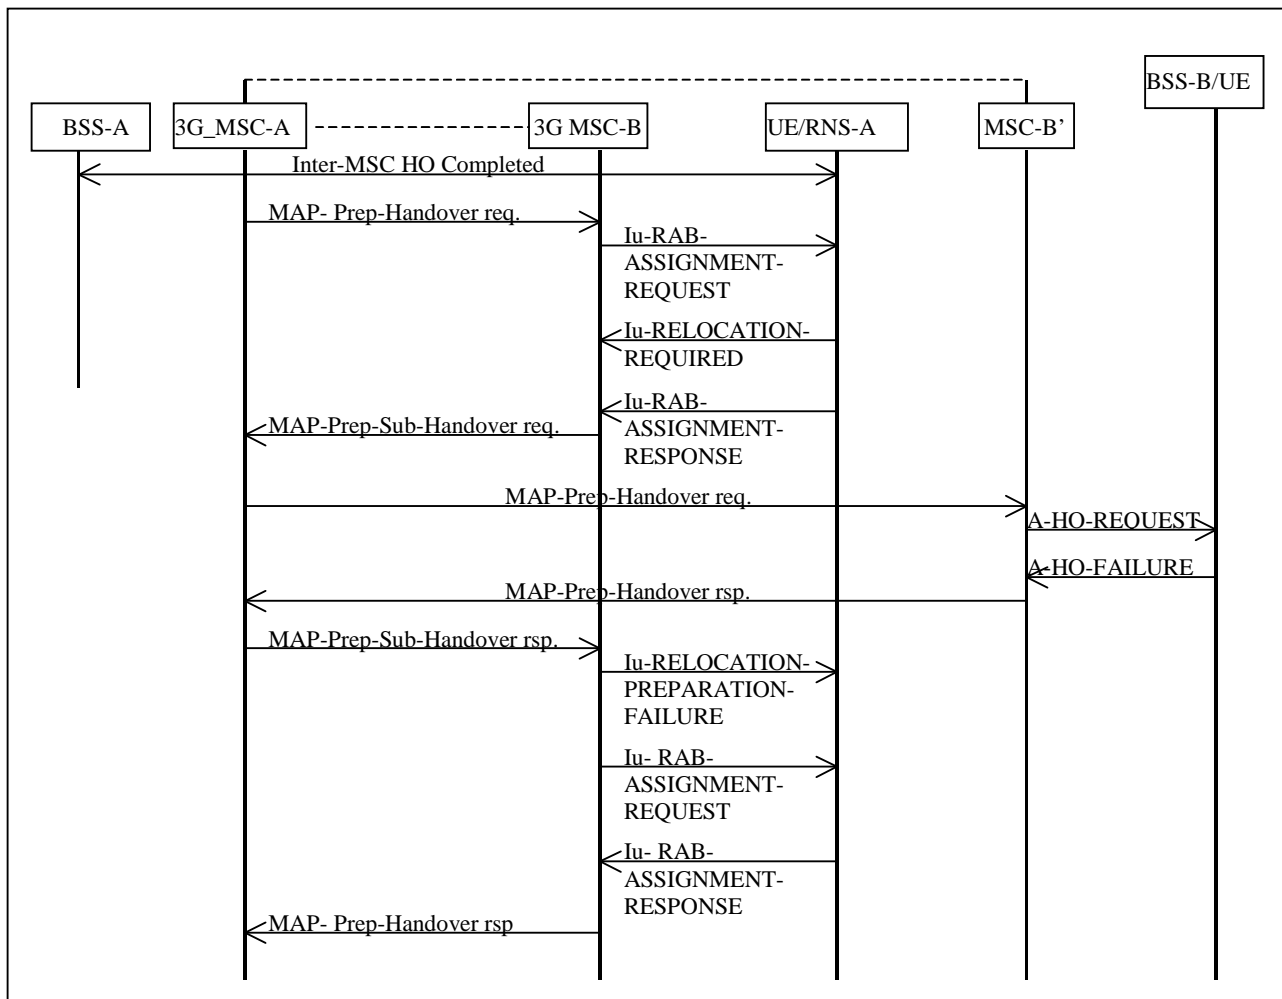 BSS-B/UE
BSS-A
3G_MSC-A
3G MSC-B
UE/RNS-A
MSC-B’
Inter-MSC HO Completed
MAP- Prep-Handover req.
Iu-RAB-
ASSIGNMENT-
REQUEST
Iu-RELOCATION-
REQUIRED
Iu-RAB-
ASSIGNMENT-
RESPONSE
MAP-Prep-Sub-Handover req.
MAP-Prep-Handover req.
A-HO-REQUEST
A-HO-FAILURE
MAP-Prep-Handover rsp.
MAP-Prep-Sub-Handover rsp.
Iu-RELOCATION-
PREPARATION-
FAILURE
Iu- RAB-
ASSIGNMENT-
REQUEST
Iu- RAB-
ASSIGNMENT-
RESPONSE
MAP- Prep-Handover rsp